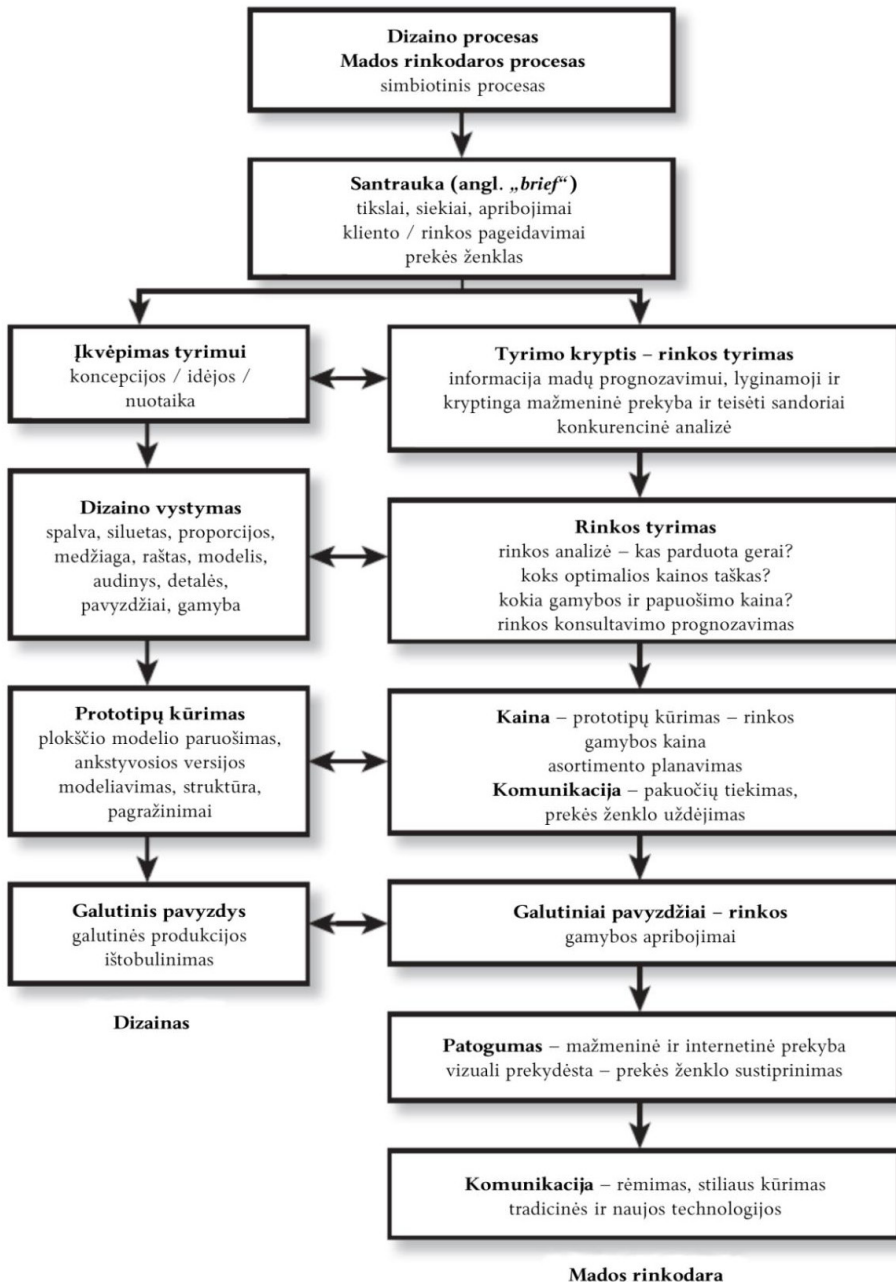 Dizaino procesas
Mados rinkodaros procesas
simbiotinis procesas
Santrauka (angl. „brief“)
tikslai, siekiai, apribojimai
kliento / rinkos pageidavimai
prekės ženklas
Įkvėpimas tyrimui
koncepcijos / idėjos /
nuotaika
Tyrimo kryptis – rinkos tyrimas
informacija madų prognozavimui, lyginamoji ir
kryptinga mažmeninė prekyba ir teisėti sandoriai
konkurencinė analizė
Dizaino vystymas
spalva, siluetas, proporcijos,
medžiaga, raštas, modelis,
audinys, detalės,
pavyzdžiai, gamyba
Rinkos tyrimas
rinkos analizė – kas parduota gerai?
koks optimalios kainos taškas?
kokia gamybos ir papuošimo kaina?
rinkos konsultavimo prognozavimas
Prototipų kūrimas
plokščio modelio paruošimas,
ankstyvosios versijos
modeliavimas, struktūra,
pagražinimai
Kaina – prototipų kūrimas – rinkos
gamybos kaina
asortimento planavimas
Komunikacija – pakuočių tiekimas,
prekės ženklo uždėjimas
Galutinis pavyzdys
galutinės produkcijos
ištobulinimas
Galutiniai pavyzdžiai – rinkos
gamybos apribojimai
Dizainas
Patogumas – mažmeninė ir internetinė prekyba
vizuali prekydėsta – prekės ženklo sustiprinimas
Komunikacija – rėmimas, stiliaus kūrimas
tradicinės ir naujos technologijos
Mados rinkodara